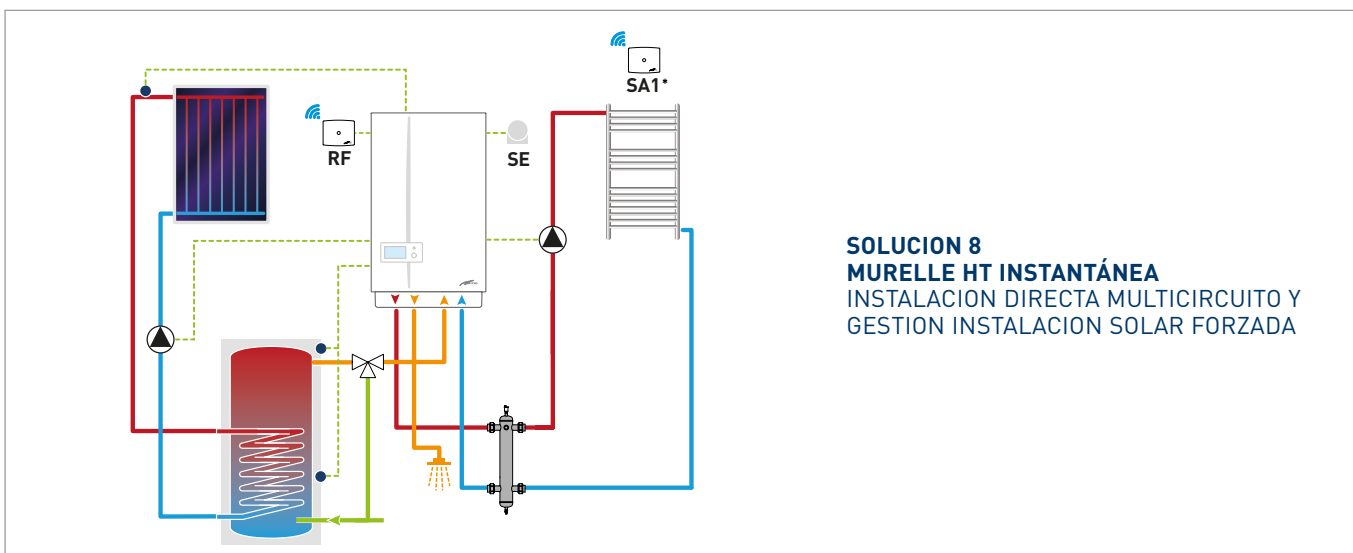 SA1*
RF
SE
SOLUCION 8
MURELLE HT INSTANTÁNEA
INSTALACION DIRECTA MULTICIRCUITO Y
GESTION INSTALACION SOLAR FORZADA